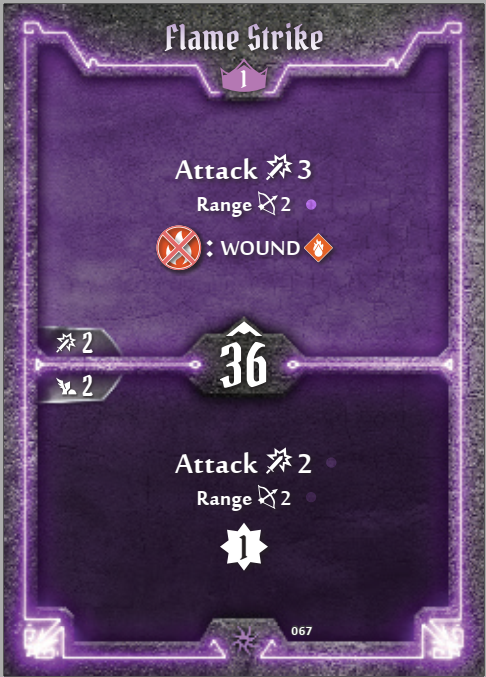 Flame Strike
1
Attack 3
Range 2
: WOUND
2
36
2
Attack 2
Range 2
1
067